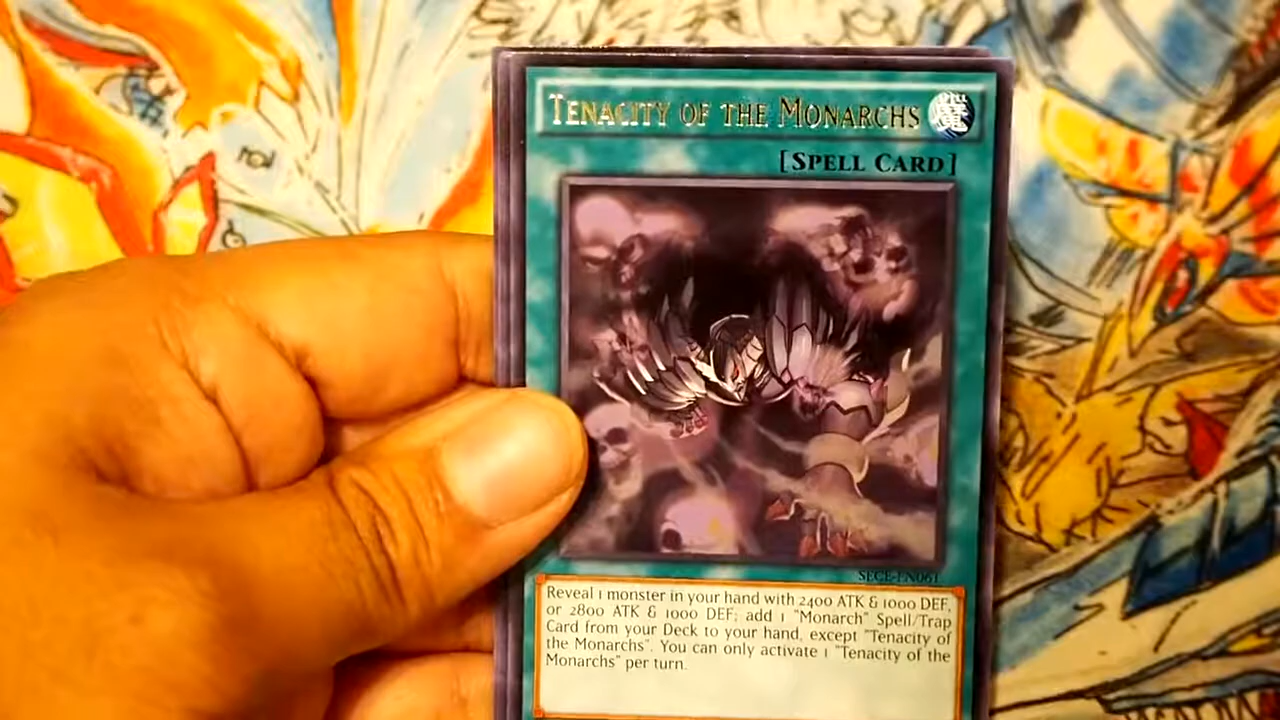 TENACITY OF THE MONARCHS
[SPELL CARD]
SECE-EN061
Reveal 1 monster in your hand with 2400 ATK & 1000 DEF,
or 2800 ATK & 1000 DEF; add 1 "Monarch" Spell/Trap
Card from your Deck to your hand, except "Tenacity of
the Monarchs". You can only activate 1 "Tenacity of the
Monarchs" per turn.